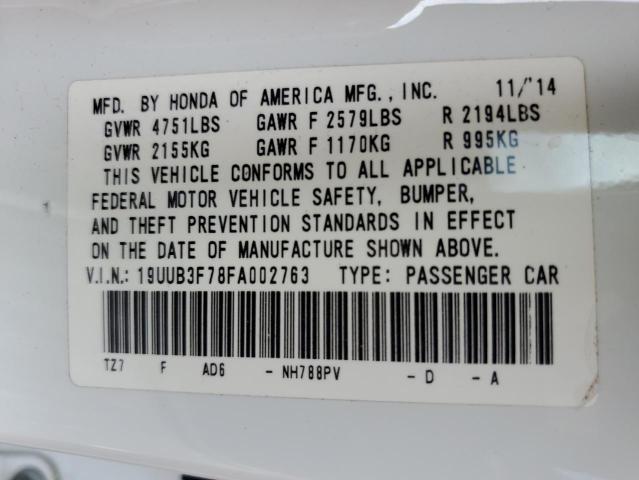 MFD. BY HONDA OF AMERICA MFG., INC. 11/'14
GVWR 4751LBS GAWR F 2579LBS R 2194LBS
GVWR 2155KG GAWR F 1170KG R 995KG
THIS VEHICLE CONFORMS TO ALL APPLICABLE
FEDERAL MOTOR VEHICLE SAFETY, BUMPER,
AND THEFT PREVENTION STANDARDS IN EFFECT
ON THE DATE OF MANUFACTURE SHOWN ABOVE.
V.I.N.: 19UUB3F78FA002763 TYPE: PASSENGER CAR
TZ7 F AD6 - NH788PV - D - A